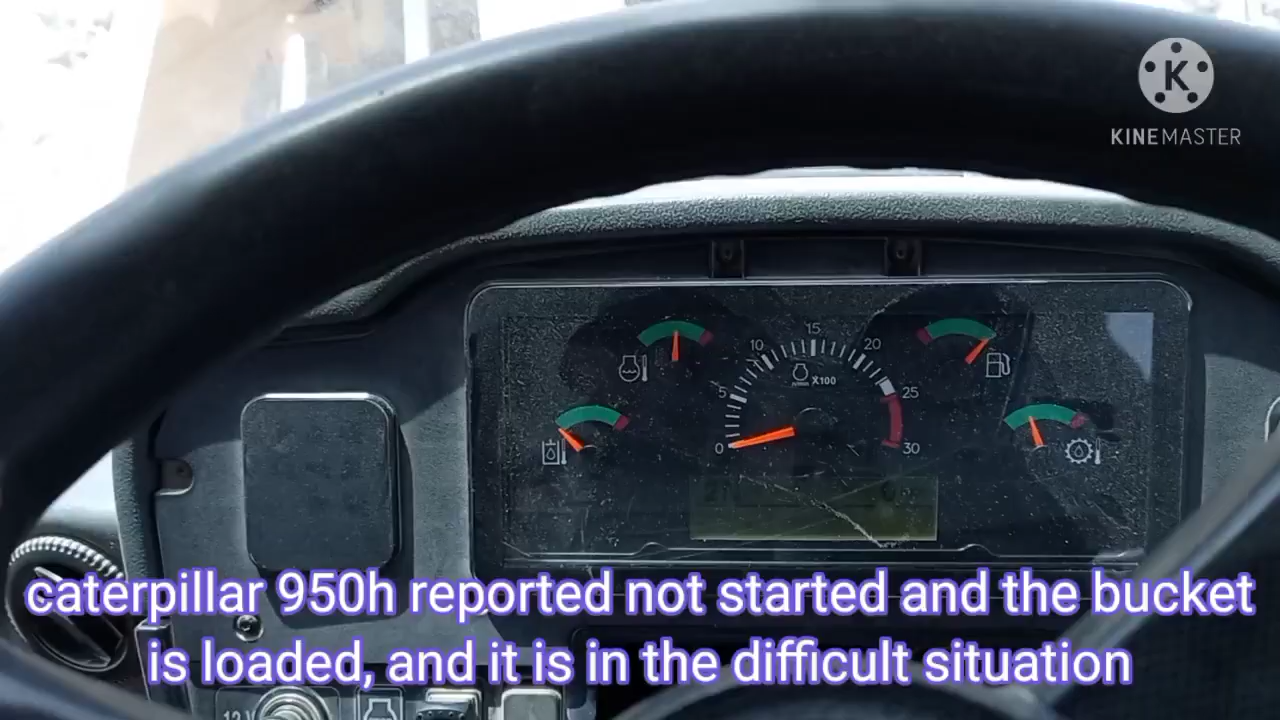 KINEMASTER
15
10
20
X100
5
25
0
30
caterpillar 950h reported not started and the bucket
is loaded, and it is in the difficult situation
12V